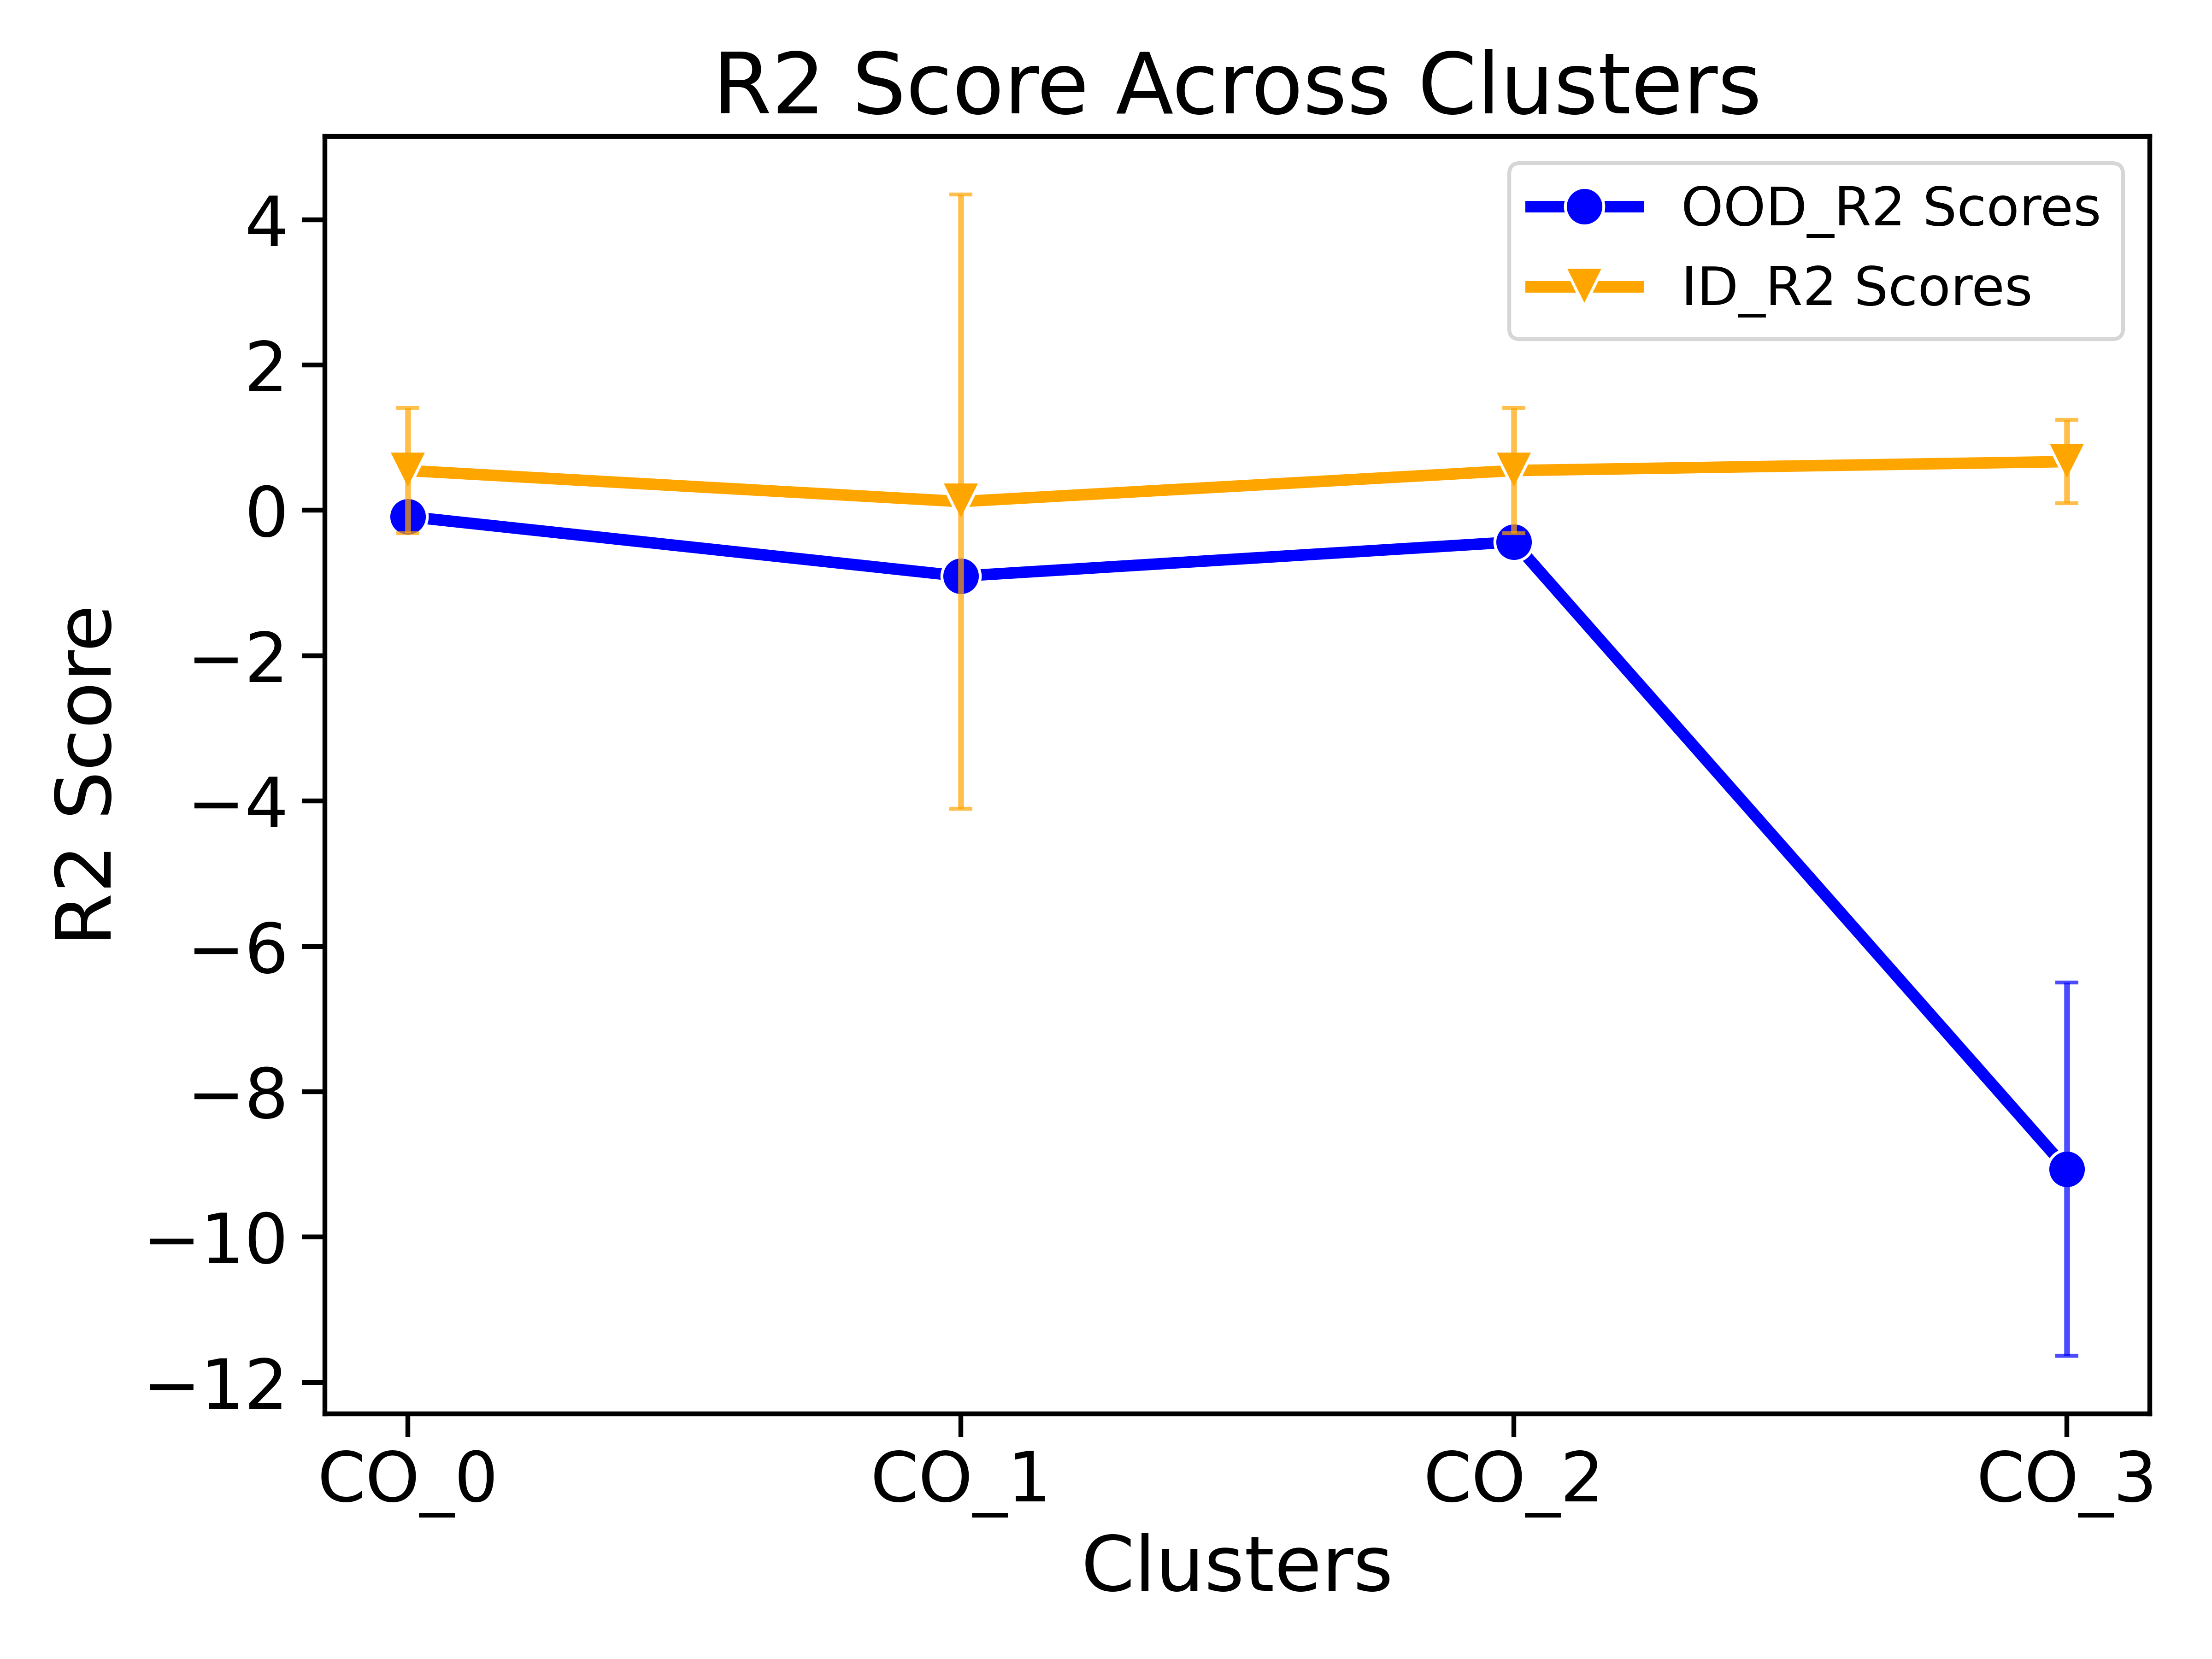 R2 Score Across Clusters
OOD_R2 Scores
ID_R2 Scores
4
2
0
−2
−4
−6
−8
−10
−12
R2 Score
CO_0
CO_1
CO_2
CO_3
Clusters